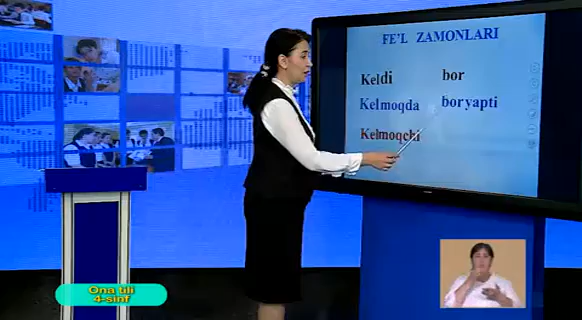 FE'L ZAMONLARI
Keldi bor
Kelmoqda boryapti
Kelmoqchi
Ona tili
4-sinf